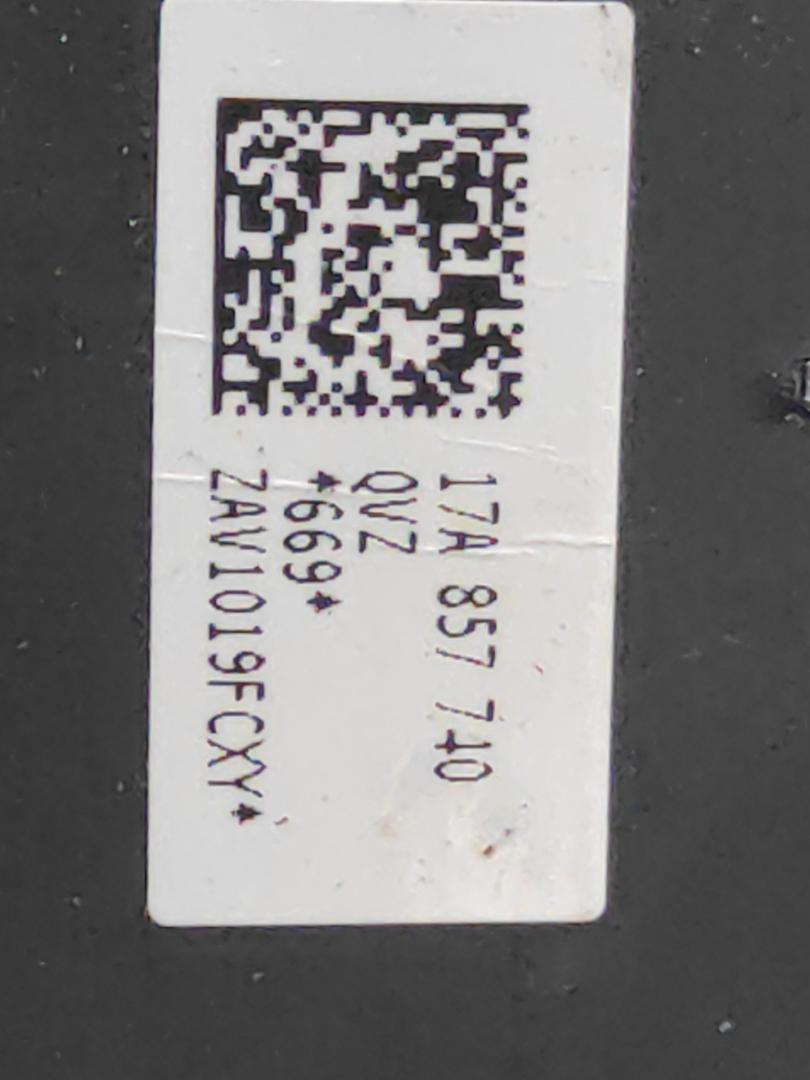 17A 857 740
QVZ
*669*
ZAV1019FCXY*